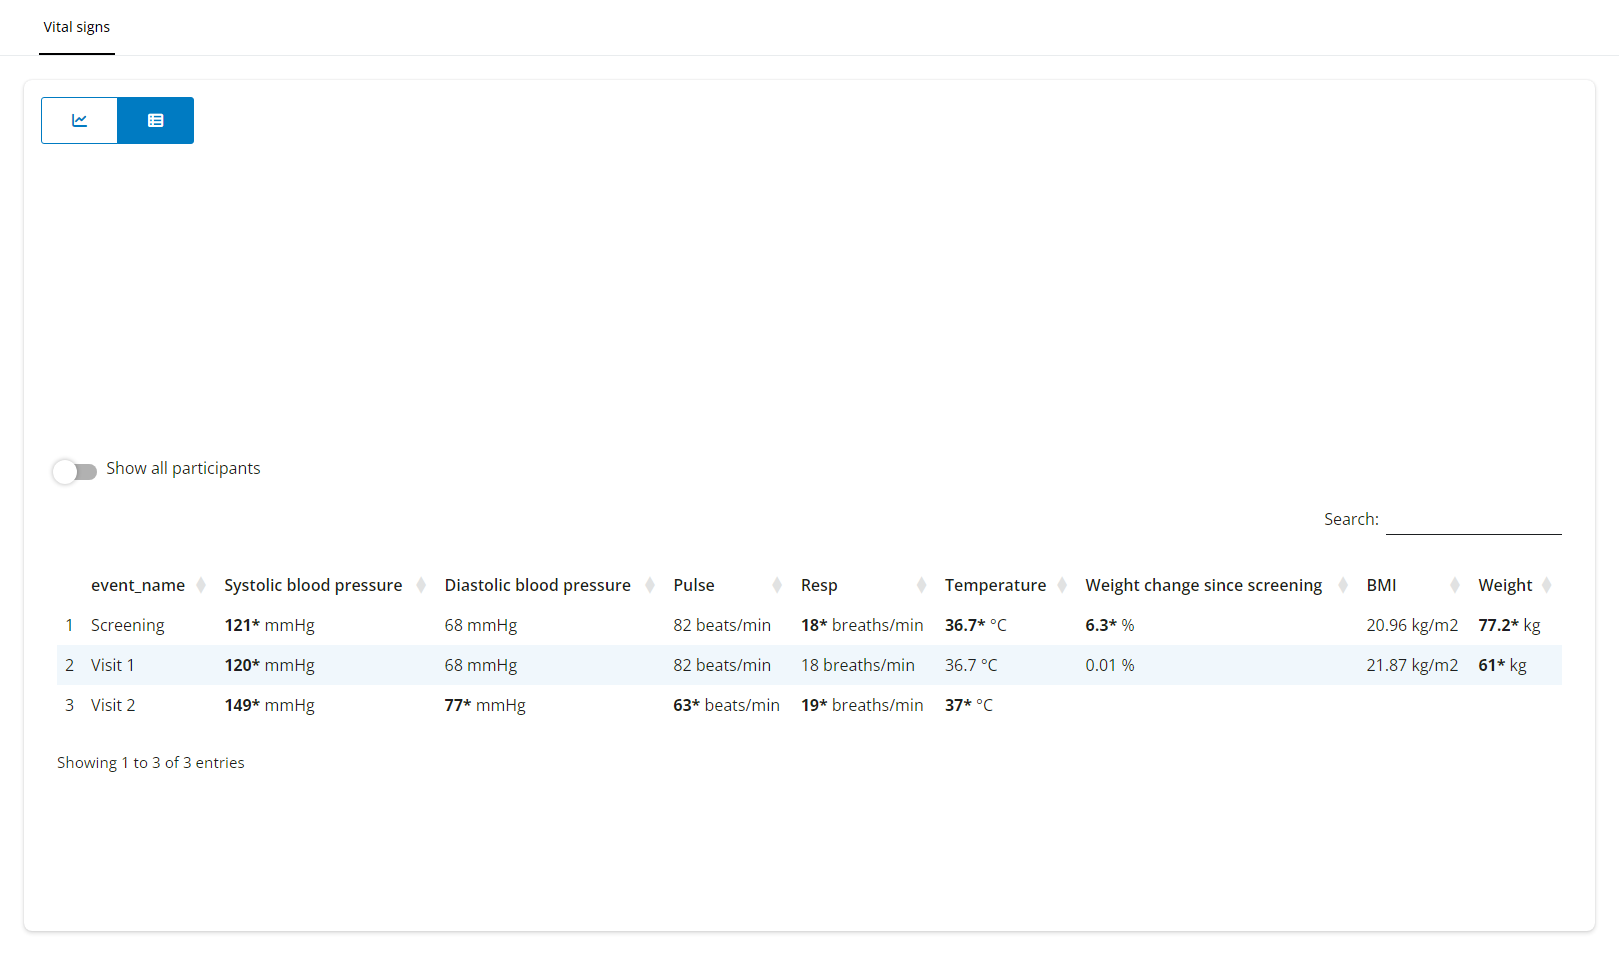 Vital signs
Show all participants
Search:
event_name Systolic blood pressure Diastolic blood pressure Pulse Resp Temperature Weight change since screening BMI Weight
1 Screening 121* mmHg 68 mmHg 82 beats/min 18* breaths/min 36.7* °C 6.3* % 20.96 kg/m2 77.2* kg
2 Visit 1 120* mmHg 68 mmHg 82 beats/min 18 breaths/min 36.7 °C 0.01 % 21.87 kg/m2 61* kg
3 Visit 2 149* mmHg 77* mmHg 63* beats/min 19* breaths/min 37* °C
Showing 1 to 3 of 3 entries